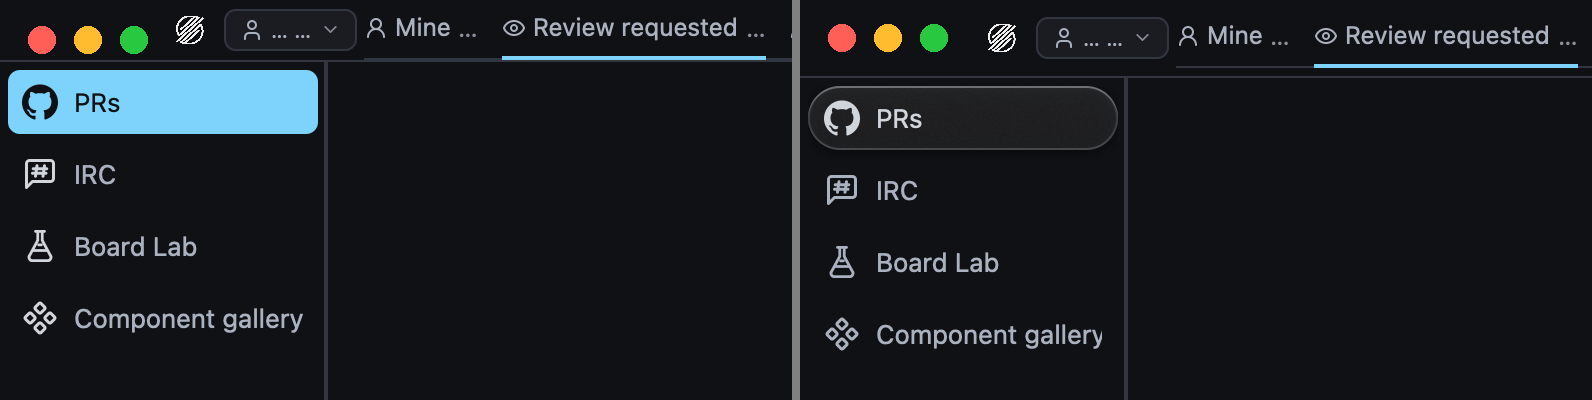 ... ... Mine ... Review requested ...
PRs
IRC
Board Lab
Component gallery
... ... Mine ... Review requested ...
PRs
IRC
Board Lab
Component gallery